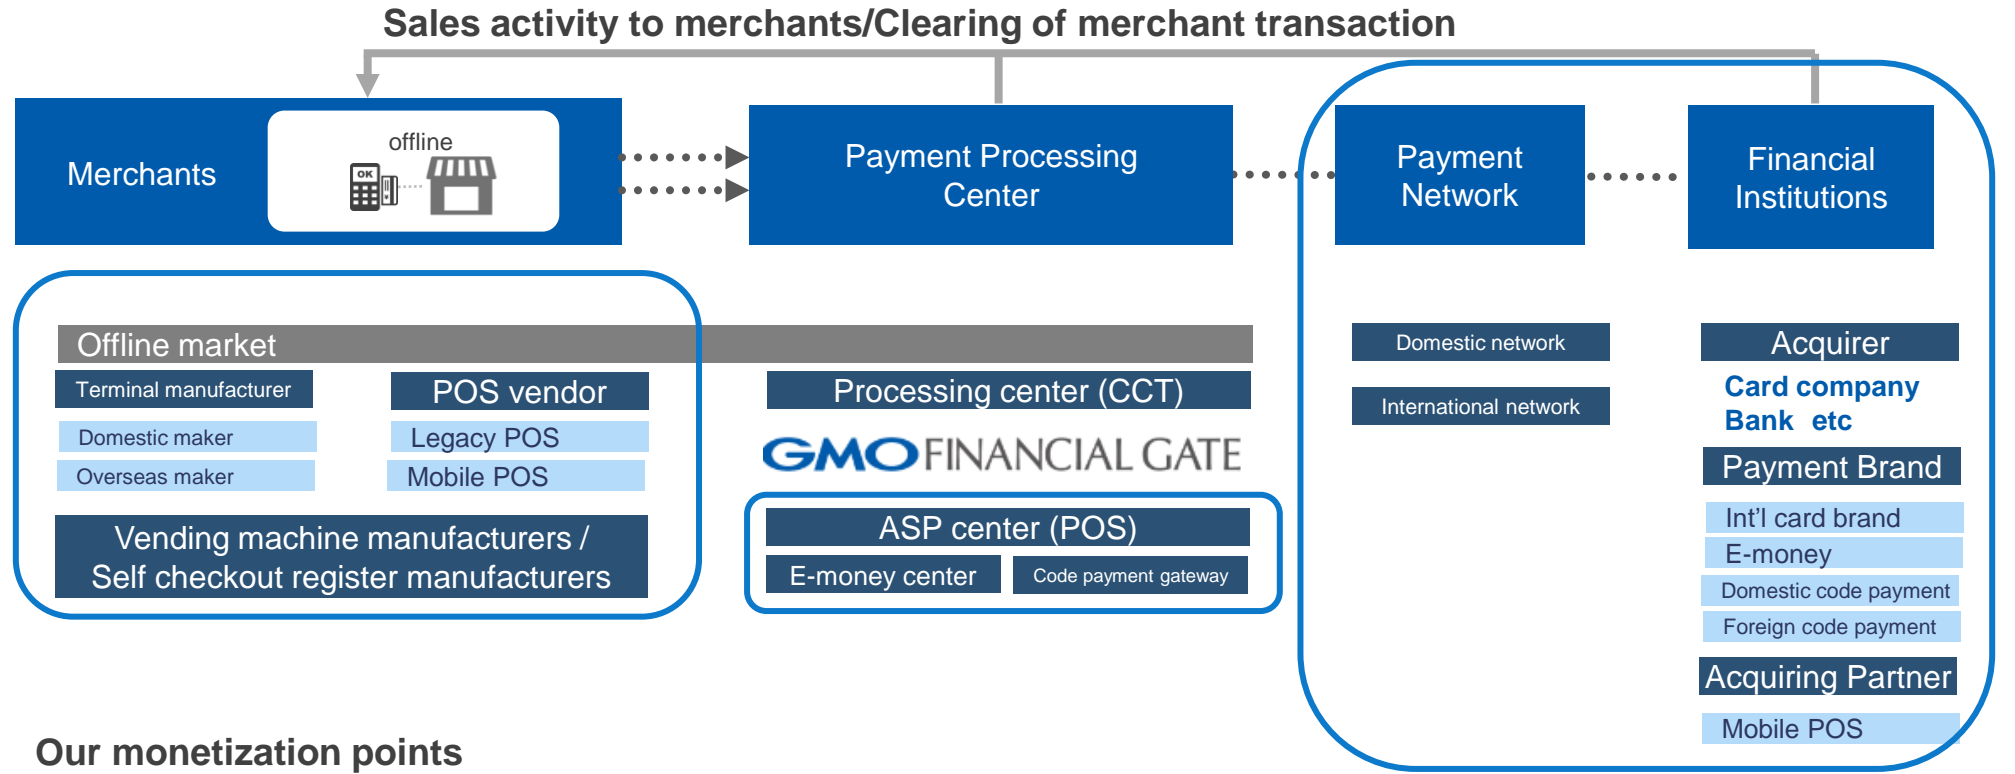 Sales activity to merchants/Clearing of merchant transaction
Merchants
offline
OK
Payment Processing
Center
Payment
Network
Financial
Institutions
Offline market
Terminal manufacturer
Domestic maker
Overseas maker
POS vendor
Legacy POS
Mobile POS
Vending machine manufacturers /
Self checkout register manufacturers
Processing center (CCT)
GMO FINANCIAL GATE
ASP center (POS)
E-money center
Code payment gateway
Domestic network
International network
Acquirer
Card company
Bank etc
Payment Brand
Int'l card brand
E-money
Domestic code payment
Foreign code payment
Acquiring Partner
Mobile POS
Our monetization points